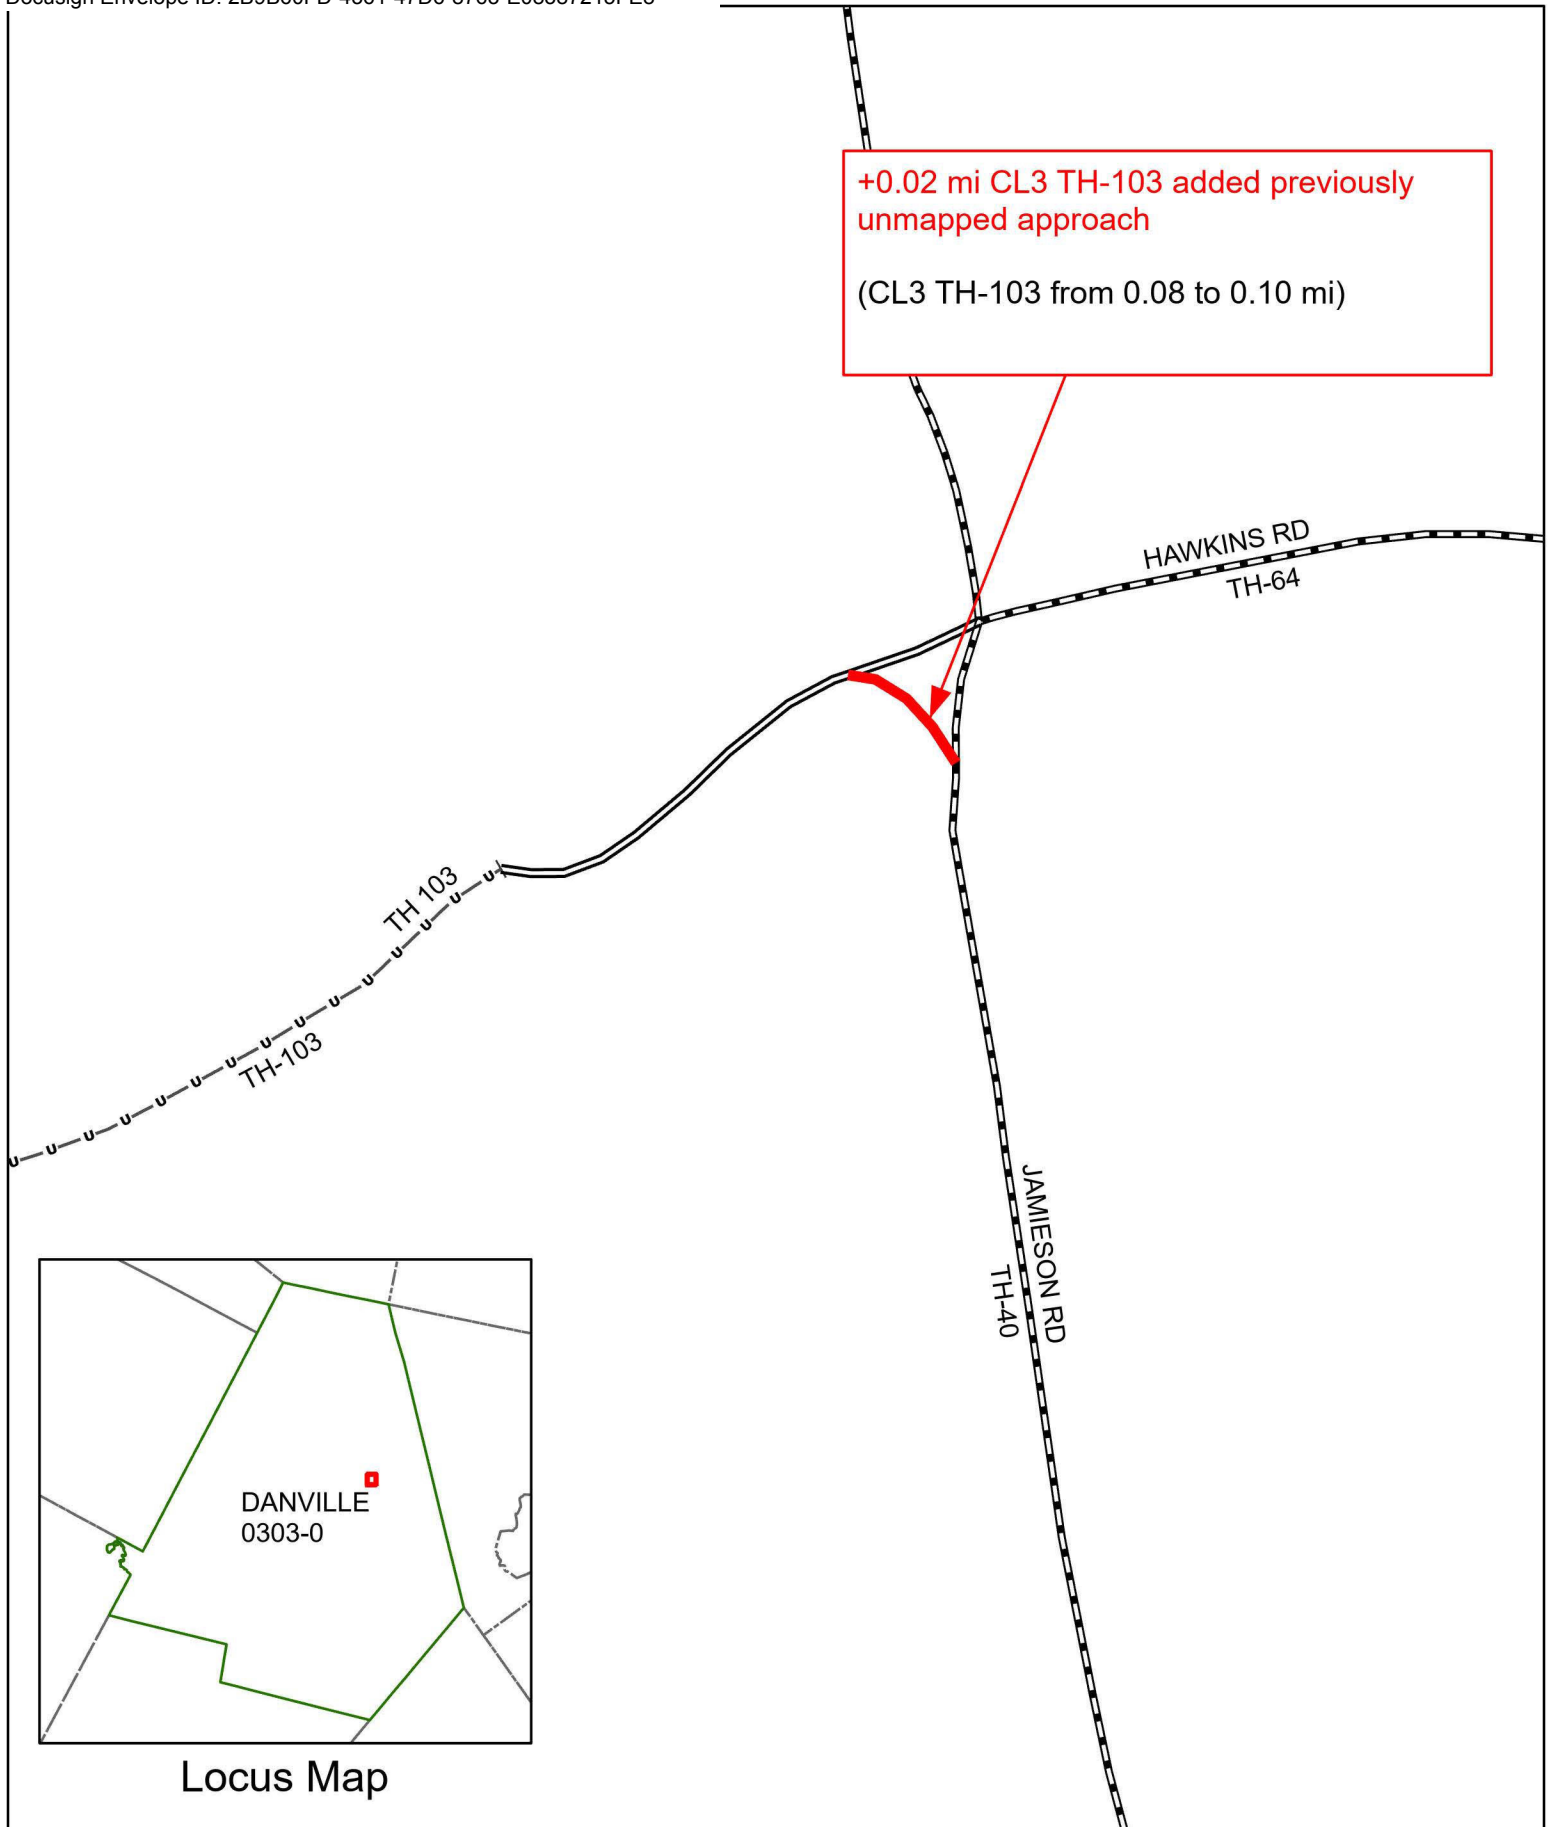 +0.02 mi CL3 TH-103 added previously
unmapped approach
(CL3 TH-103 from 0.08 to 0.10 mi)
HAWKINS RD
TH-64
TH 103
TH-103
JAMIESON RD
TH-40
DANVILLE
0303-0
Locus Map